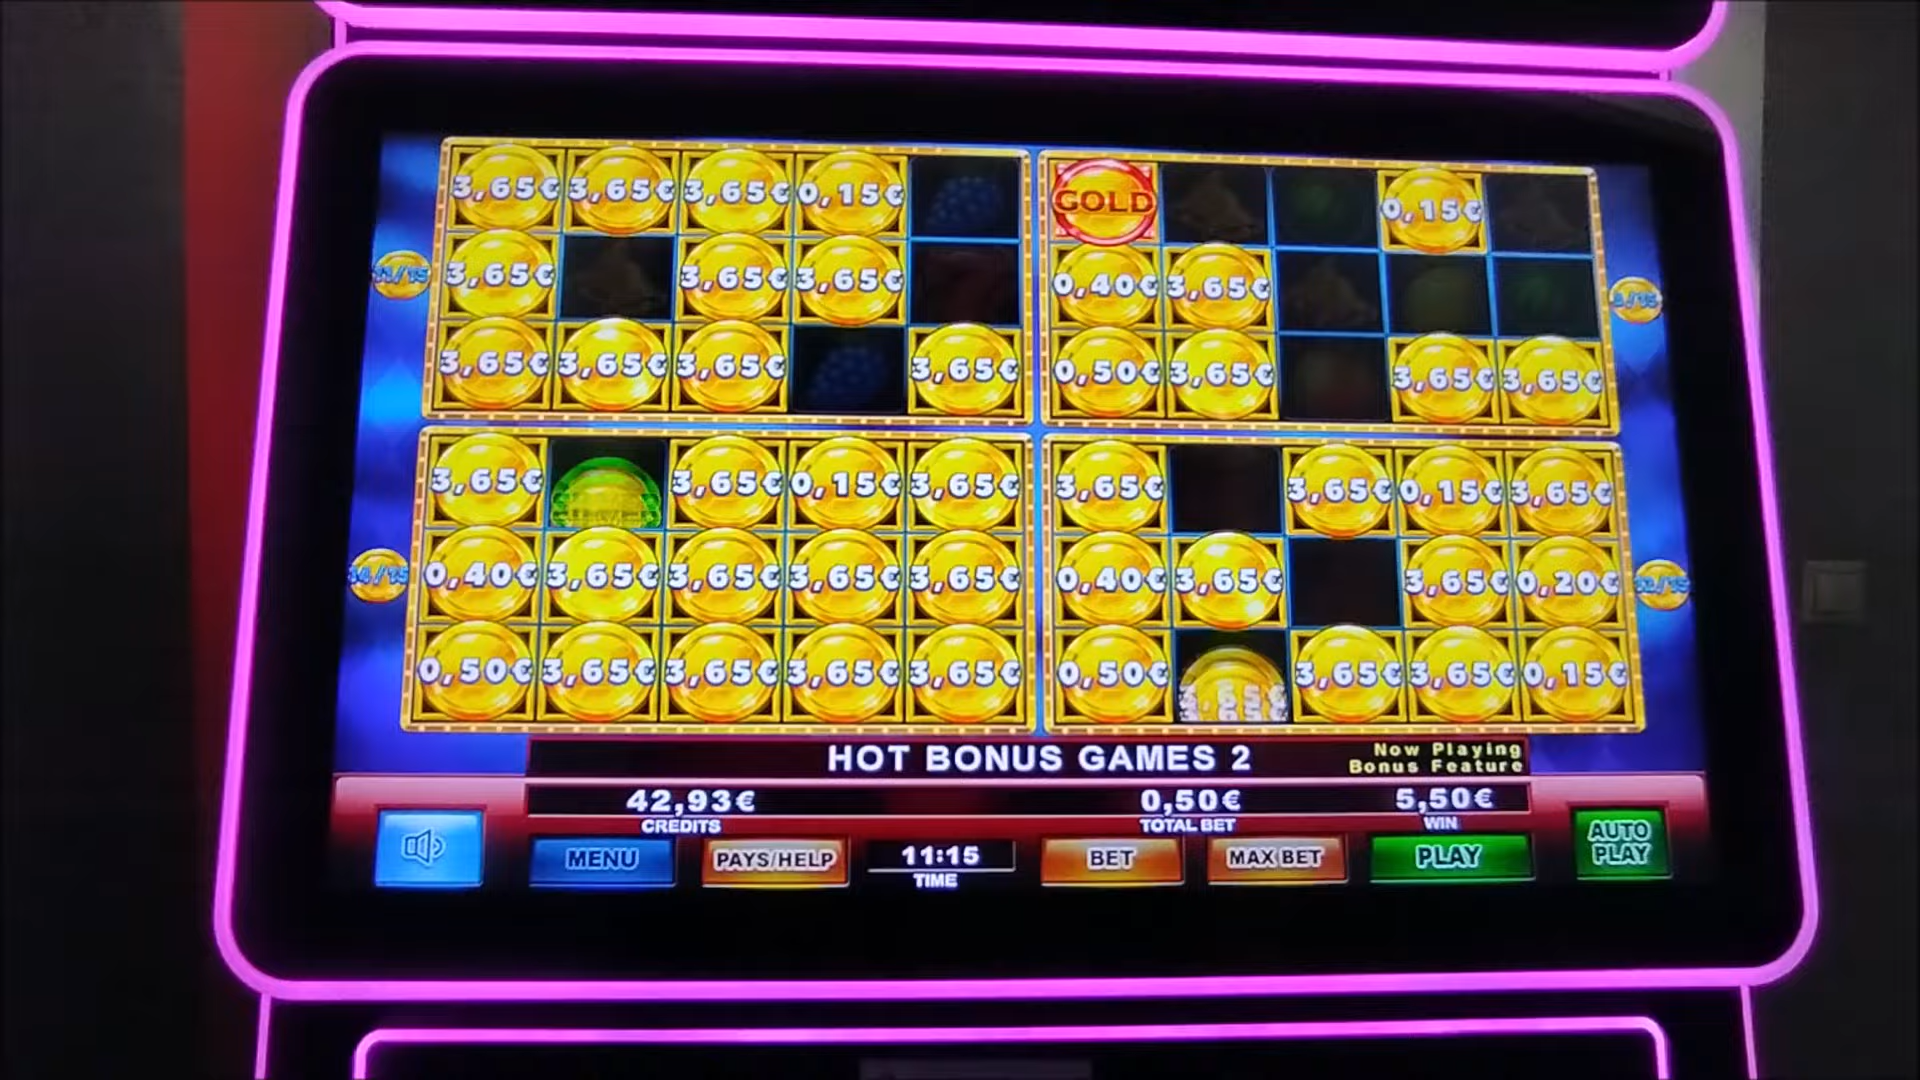 3,65€ 3,65€ 3,65€ 0,15€
11/15 3,65€ 3,65€ 3,65€
3,65€ 3,65€ 3,65€ 3,65€
GOLD 0,15€
0,40€ 3,65€
0,50€ 3,65€ 3,65€ 3,65€
3,65€ 3,65€ 0,15€ 3,65€
14/15 0,40€ 3,65€ 3,65€ 3,65€ 3,65€
0,50€ 3,65€ 3,65€ 3,65€ 3,65€
3,65€ 3,65€ 0,15€ 3,65€
0,40€ 3,65€ 3,65€ 0,20€
0,50€ 3,65€ 3,65€ 3,65€ 0,15€
HOT BONUS GAMES 2
Now Playing
Bonus Feature
42,93€ 0,50€ 5,50€
CREDITS TOTAL BET WIN
MENU PAYS/HELP 11:15 BET MAX BET PLAY AUTO
PLAY
TIME